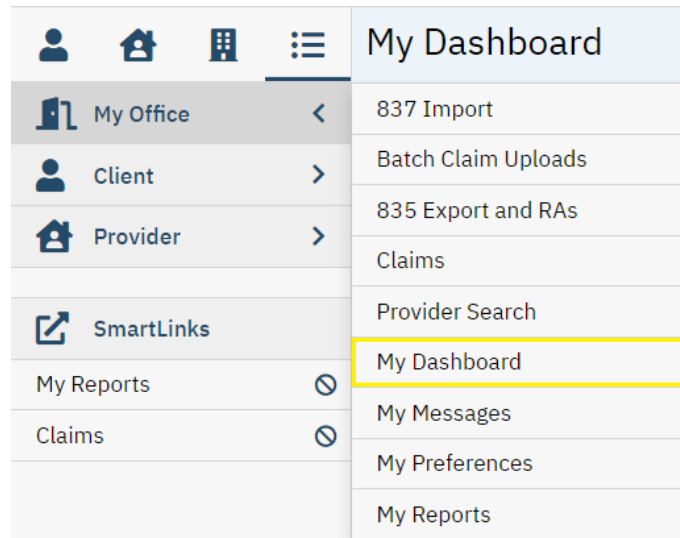 My Dashboard
My Office
Client
Provider
SmartLinks
My Reports
Claims
837 Import
Batch Claim Uploads
835 Export and RAs
Claims
Provider Search
My Dashboard
My Messages
My Preferences
My Reports